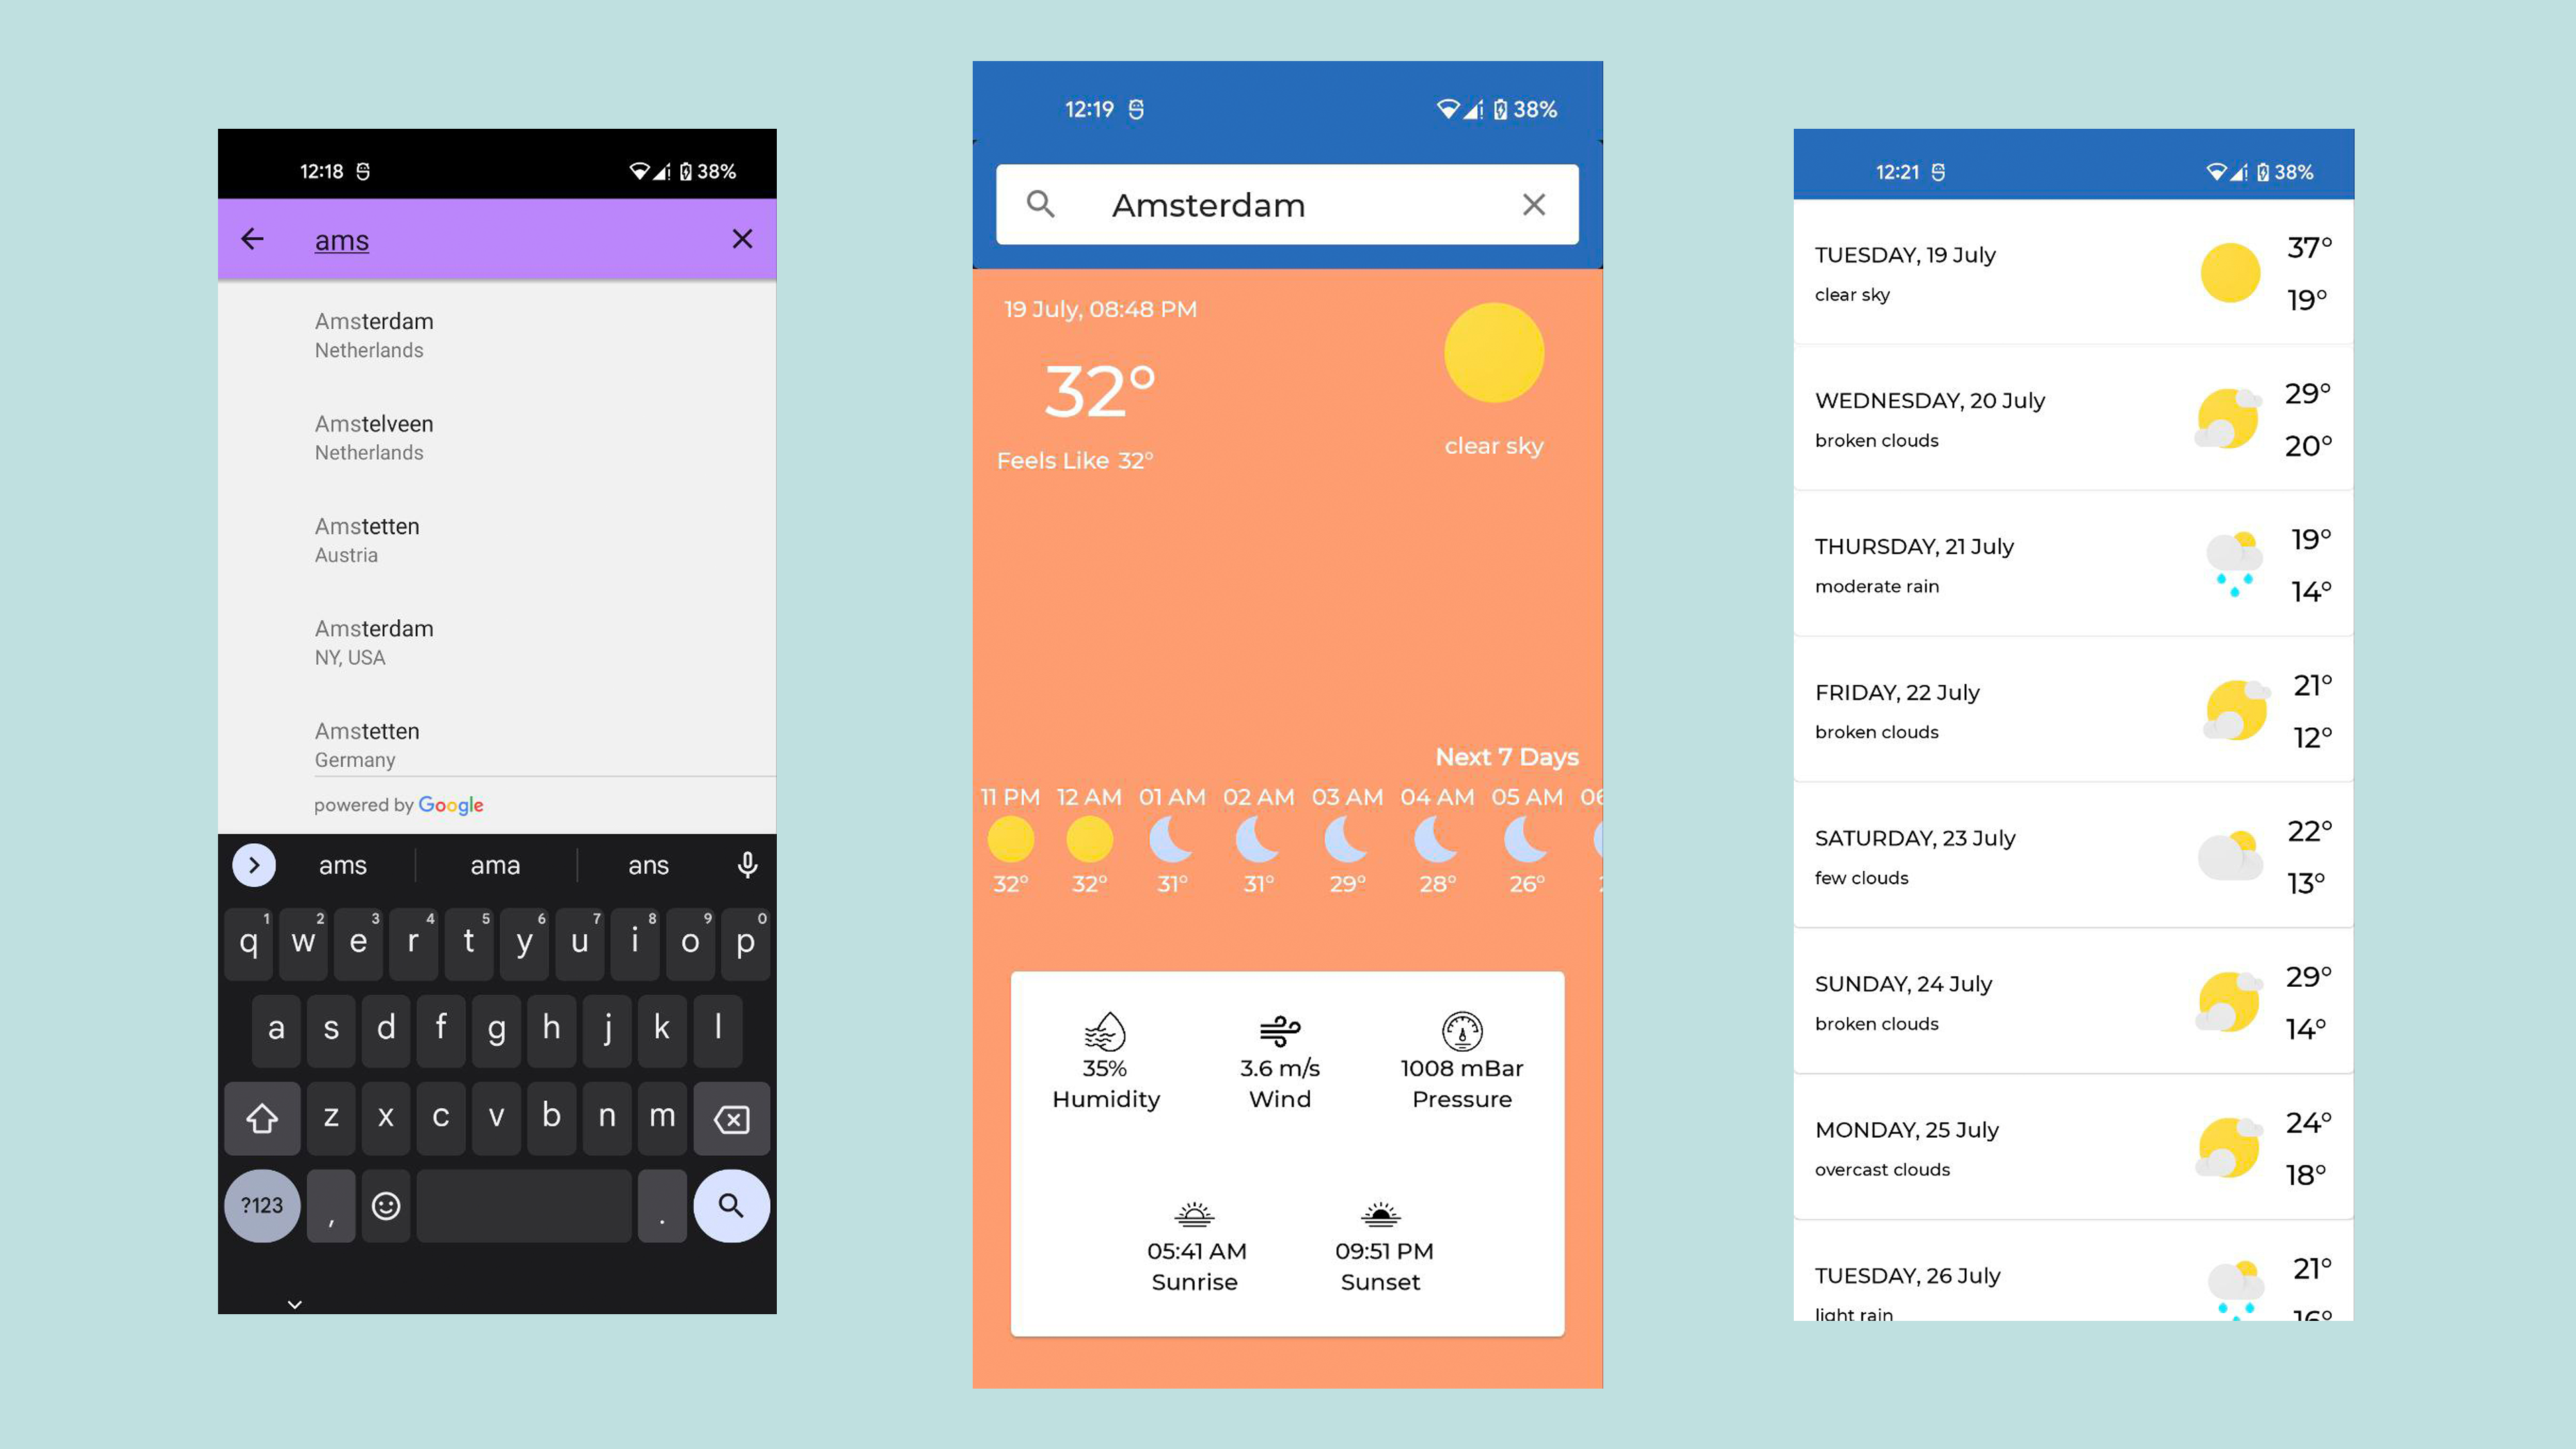 12:18 38%
ams
Amsterdam
Netherlands
Amstelveen
Netherlands
Amstetten
Austria
Amsterdam
NY, USA
Amstetten
Germany
powered by Google
ams ama ans
q 1 w 2 e 3 r 4 t 5 y 6 u 7 i 8 o 9 p 0
a s d f g h j k l
z x c v b n m
?123 , .
12:19 38%
Amsterdam
19 July, 08:48 PM
32°
Feels Like 32°
clear sky
Next 7 Days
11 PM 12 AM 01 AM 02 AM 03 AM 04 AM 05 AM
32° 32° 31° 31° 29° 28° 26°
35% 3.6 m/s 1008 mBar
Humidity Wind Pressure
05:41 AM 09:51 PM
Sunrise Sunset
12:21 38%
TUESDAY, 19 July 37°
clear sky 19°
WEDNESDAY, 20 July 29°
broken clouds 20°
THURSDAY, 21 July 19°
moderate rain 14°
FRIDAY, 22 July 21°
broken clouds 12°
SATURDAY, 23 July 22°
few clouds 13°
SUNDAY, 24 July 29°
broken clouds 14°
MONDAY, 25 July 24°
overcast clouds 18°
TUESDAY, 26 July 21°
light rain 16°